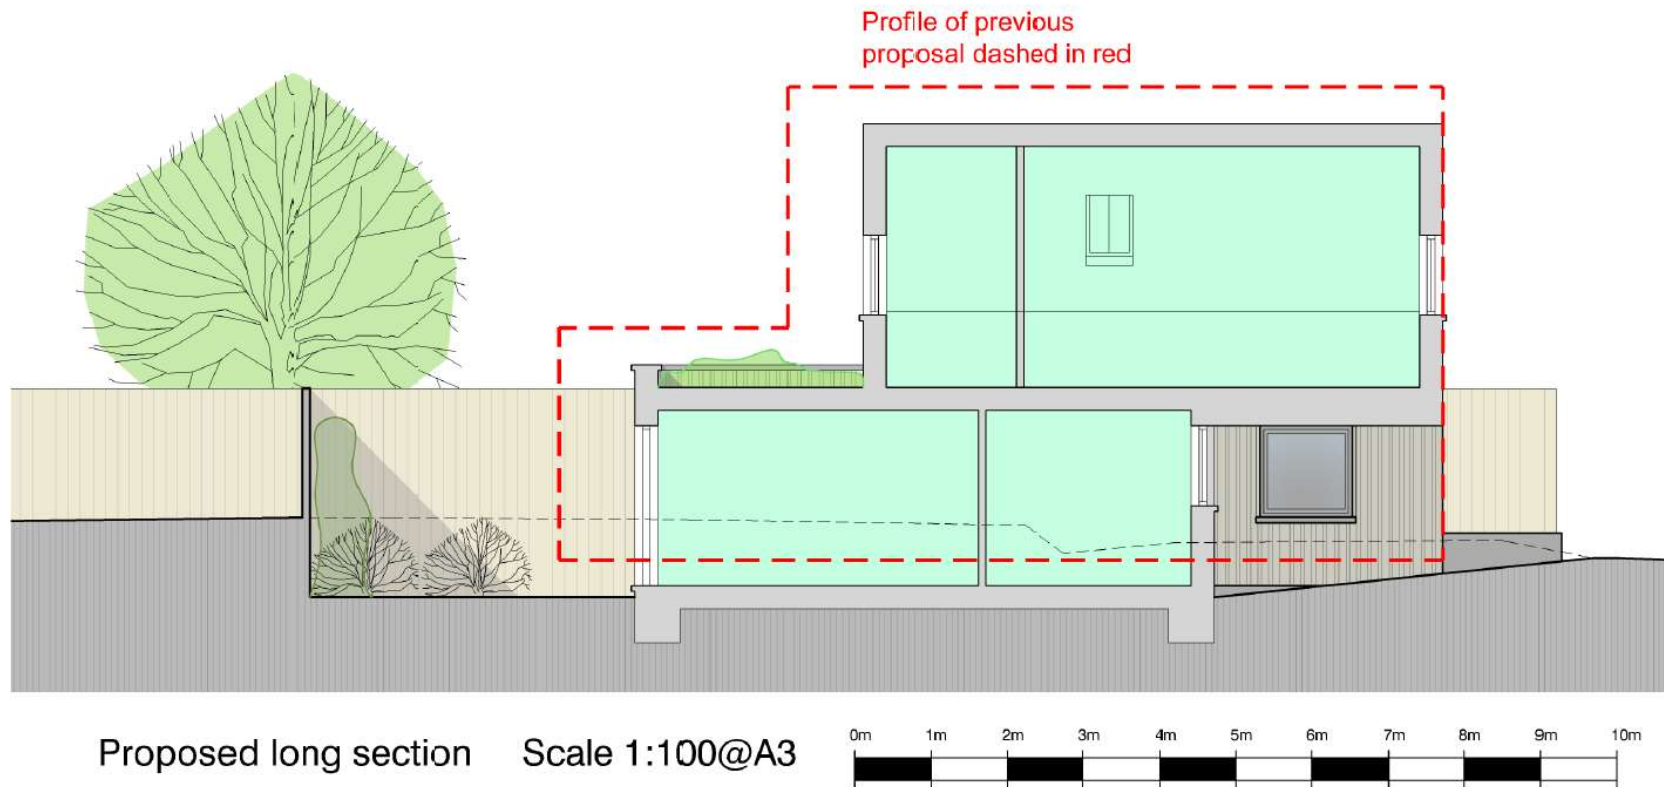 Profile of previous
proposal dashed in red
Proposed long section Scale 1:100@A3
0m 1m 2m 3m 4m 5m 6m 7m 8m 9m 10m